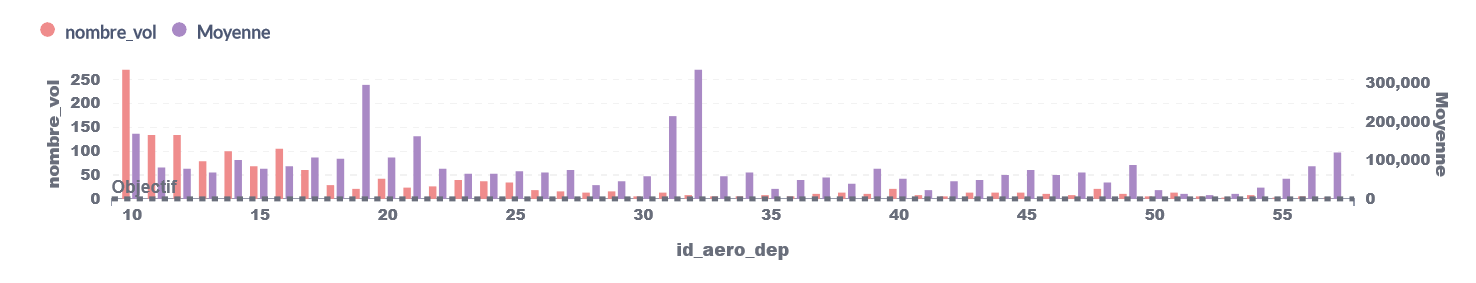 nombre_vol Moyenne
250
200
150
100
50
0
nombre_vol
Objectif
300,000
200,000
100,000
0
Moyenne
10 15 20 25 30 35 40 45 50 55
id_aero_dep